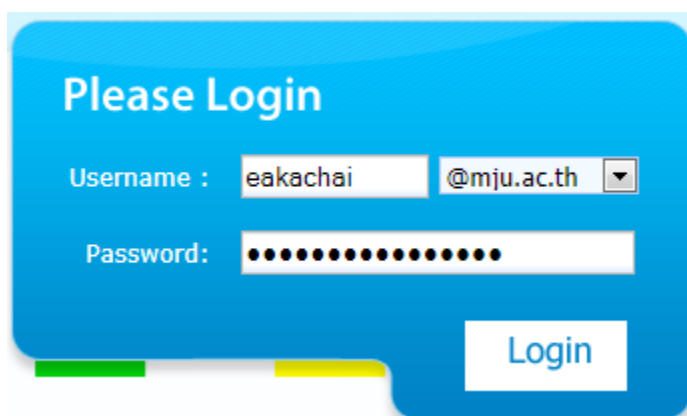 Please Login
Username : eakachai @mju.ac.th
Password: ●●●●●●●●●●●●●●●●
Login